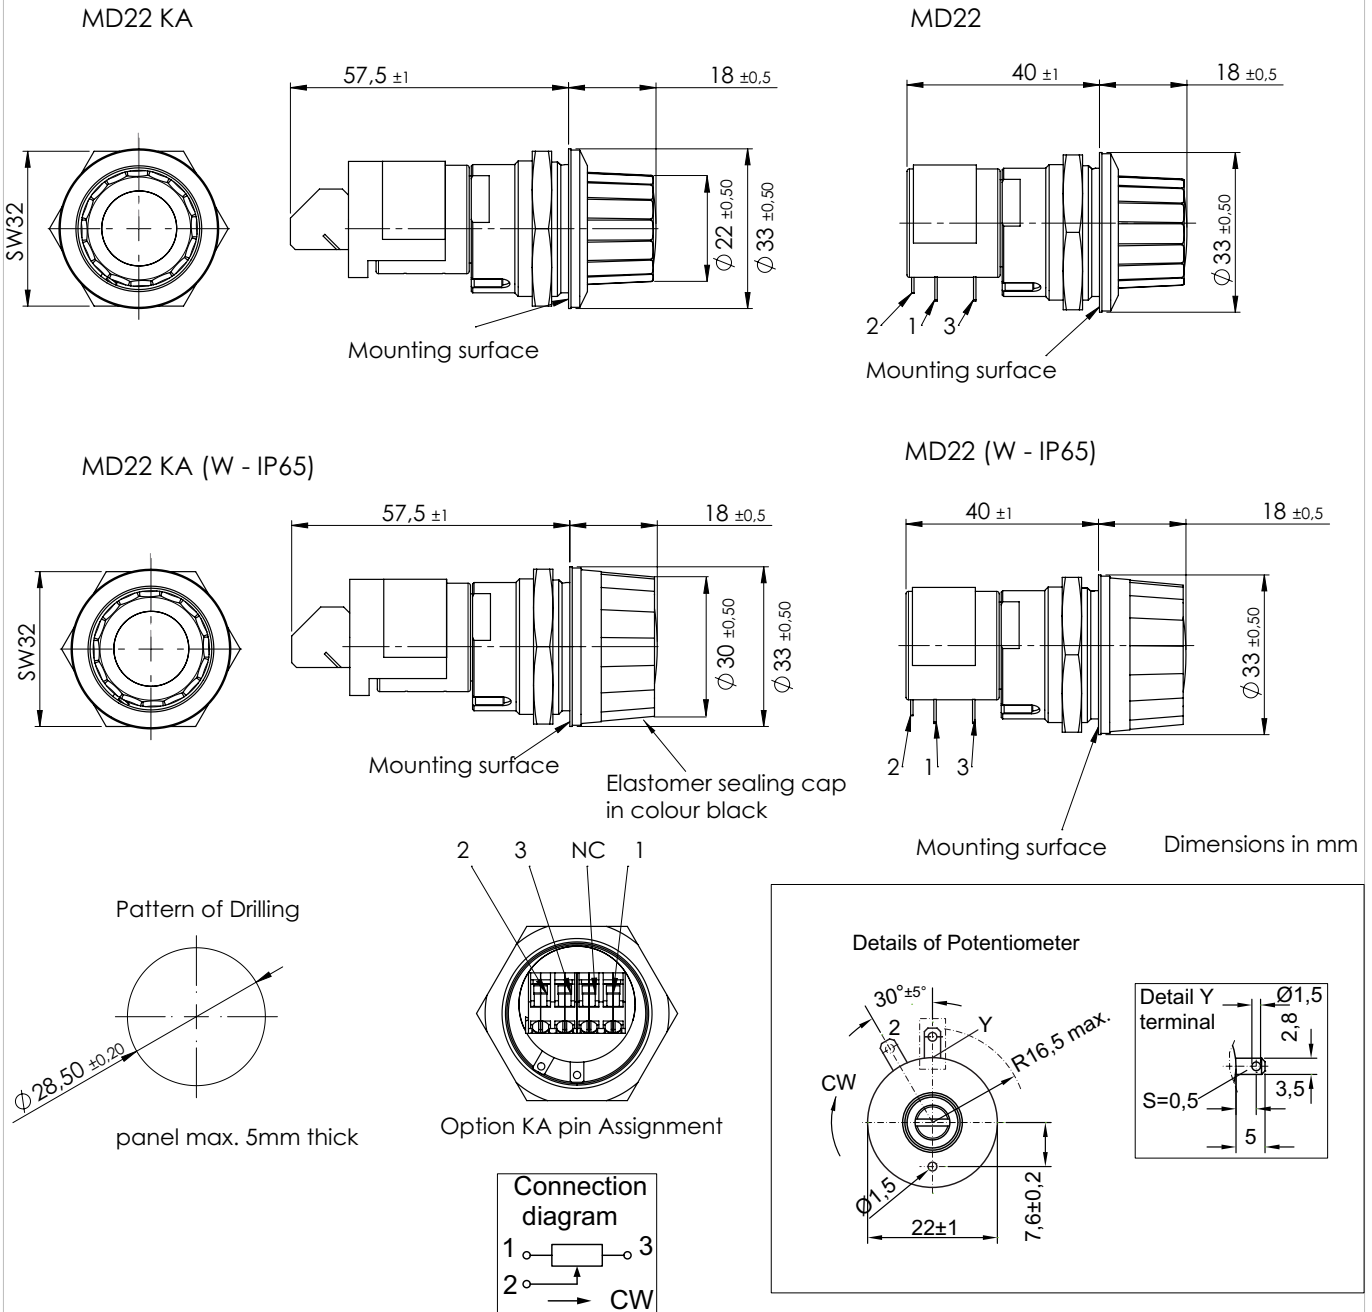 MD22 KA
MD22
57,5 ±1
18 ±0,5
40 ±1
18 ±0,5
SW32
Ø 22 ±0,50
Ø 33 ±0,50
Ø 33 ±0,50
2
1
3
Mounting surface
Mounting surface
MD22 KA (W - IP65)
MD22 (W - IP65)
57,5 ±1
18 ±0,5
40 ±1
18 ±0,5
SW32
Ø 30 ±0,50
Ø 33 ±0,50
Ø 33 ±0,50
Mounting surface
2
1
3
Elastomer sealing cap
in colour black
Mounting surface
Dimensions in mm
2
3
NC
1
Pattern of Drilling
Ø 28,50 ±0,20
panel max. 5mm thick
Option KA pin Assignment
Connection
diagram
1
3
2
CW
Details of Potentiometer
30°±5°
2
Y
R16,5 max.
CW
Ø1,5
22±1
7,6±0,2
Detail Y
terminal
Ø1,5
2,8
S=0,5
3,5
5